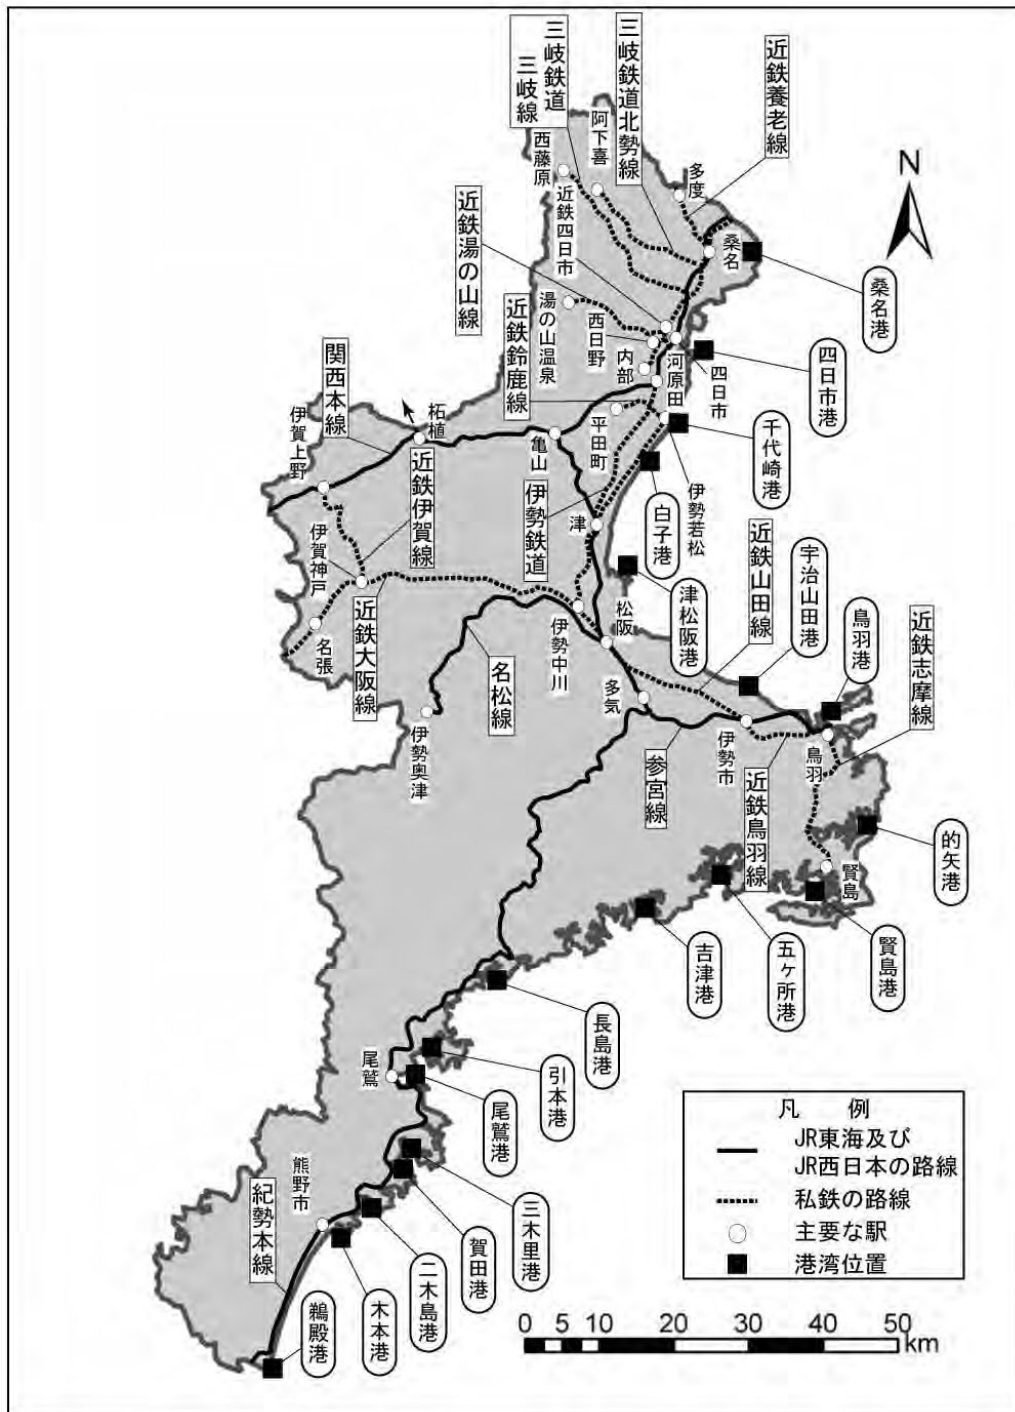 三岐鉄道
三岐線
三岐鉄道北勢線
近鉄養老線
阿下喜
西藤原
多度
近鉄四日市
近鉄湯の山線
桑名
N
桑名港
湯の山温泉
西日野
近鉄鈴鹿線
内部
河原田
四日市
四日市港
関西本線
伊賀上野
柘植
亀山
平田町
千代崎港
近鉄伊賀線
伊勢鉄道
津
伊勢若松
白子港
伊賀神戸
近鉄山田線
宇治山田港
鳥羽港
近鉄志摩線
津松阪港
松阪
伊勢中川
名張
近鉄大阪線
名松線
多気
伊勢奥津
参宮線
伊勢市
近鉄鳥羽線
鳥羽
的矢港
賢島
賢島港
五ヶ所港
吉津港
長島港
尾鷲
引本港
尾鷲港
熊野市
紀勢本線
三木里港
賀田港
二木島港
木本港
鵜殿港
凡 例
JR東海及び
JR西日本の路線
私鉄の路線
主要な駅
港湾位置
0 5 10 20 30 40 50
km